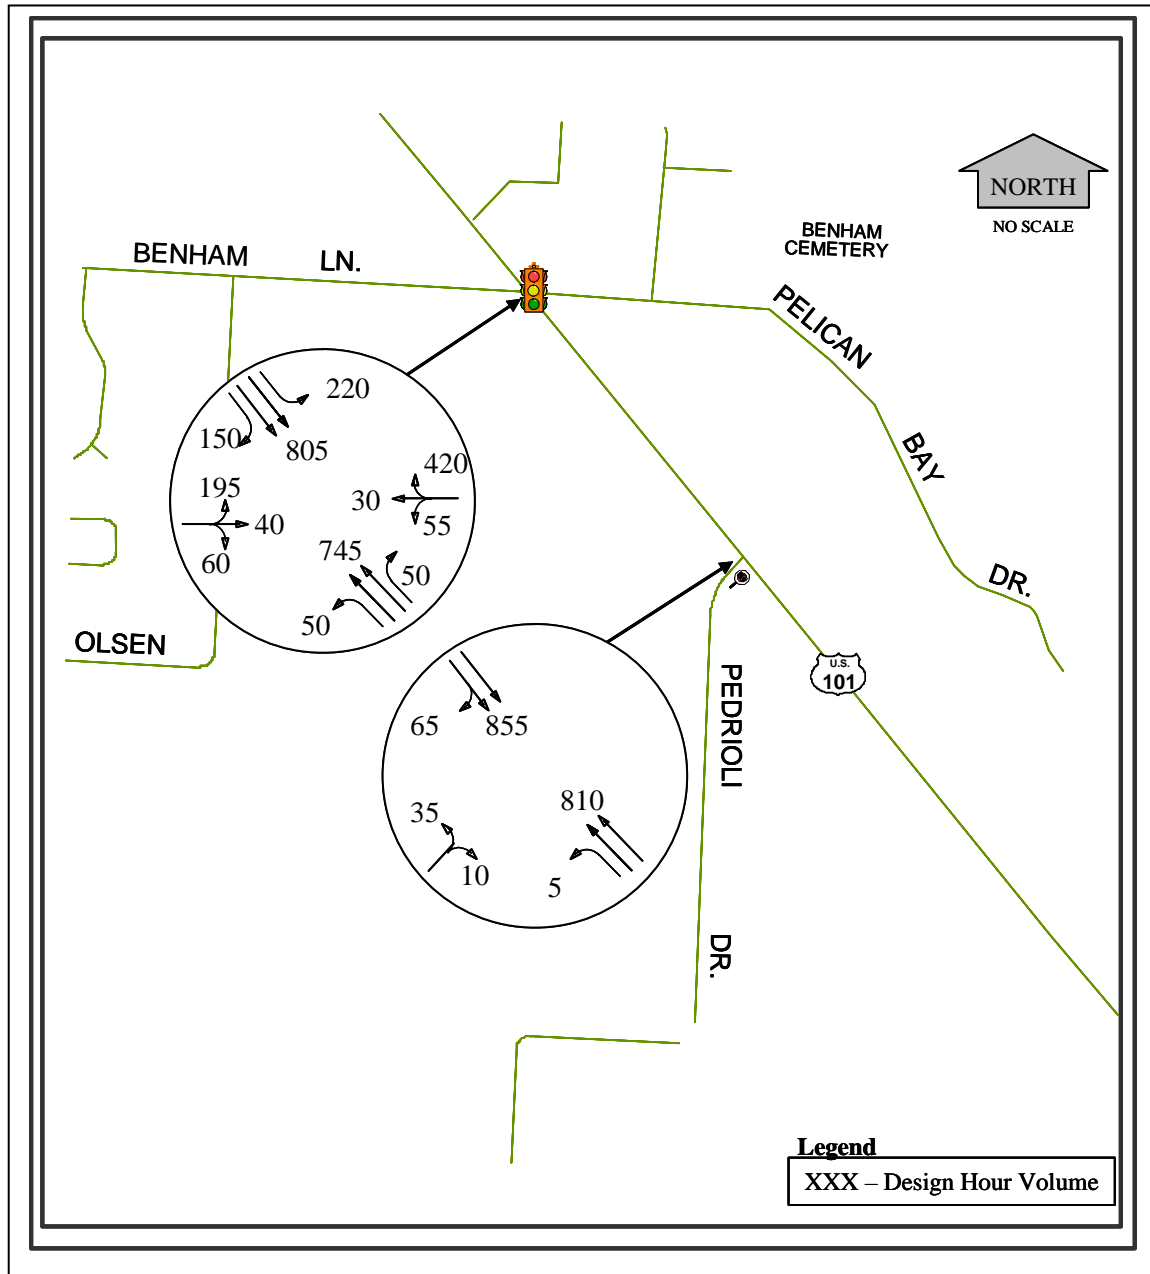 NORTH
NO SCALE
BENHAM LN.
BENHAM
CEMETERY
PELICAN
BAY
DR.
220
150
805
195
420
30
40
55
60
745
50
50
OLSEN
U.S.
101
PEDRIOLI
DR.
65
855
35
810
10
5
Legend
XXX – Design Hour Volume